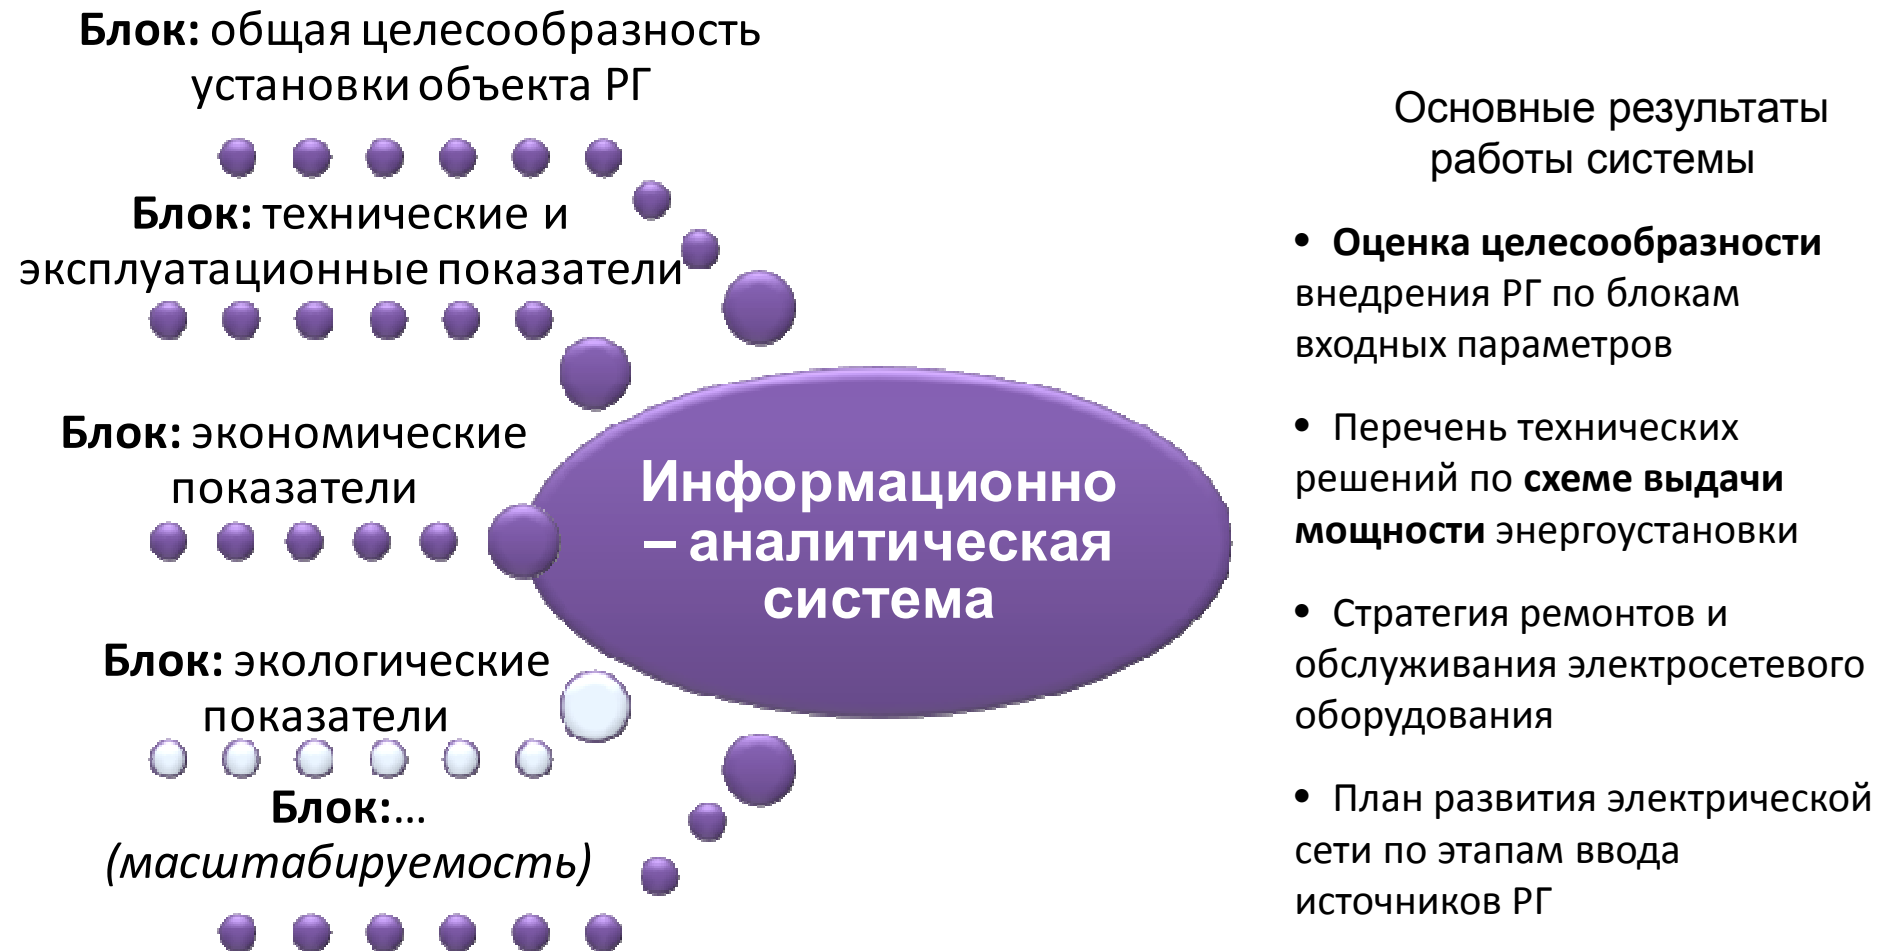 Блок: общая целесообразность
установки объекта РГ
Блок: технические и
эксплуатационные показатели
Блок: экономические
показатели
Блок: экологические
показатели
Блок:...
(масштабируемость)
Информационно
– аналитическая
система
Основные результаты
работы системы
• Оценка целесообразности
внедрения РГ по блокам
входных параметров
• Перечень технических
решений по схеме выдачи
мощности энергоустановки
• Стратегия ремонтов и
обслуживания электросетевого
оборудования
• План развития электрической
сети по этапам ввода
источников РГ